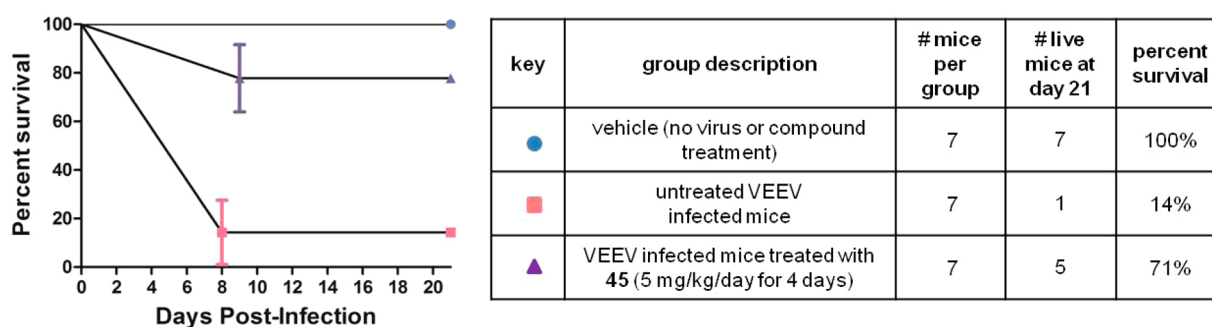 100
80
60
40
20
0
Percent survival
0 2 4 6 8 10 12 14 16 18 20
Days Post-Infection
key
group description
# mice
per
group
# live
mice at
day 21
percent
survival
vehicle (no virus or compound
treatment)
7
7
100%
untreated VEEV
infected mice
7
1
14%
VEEV infected mice treated with
45 (5 mg/kg/day for 4 days)
7
5
71%